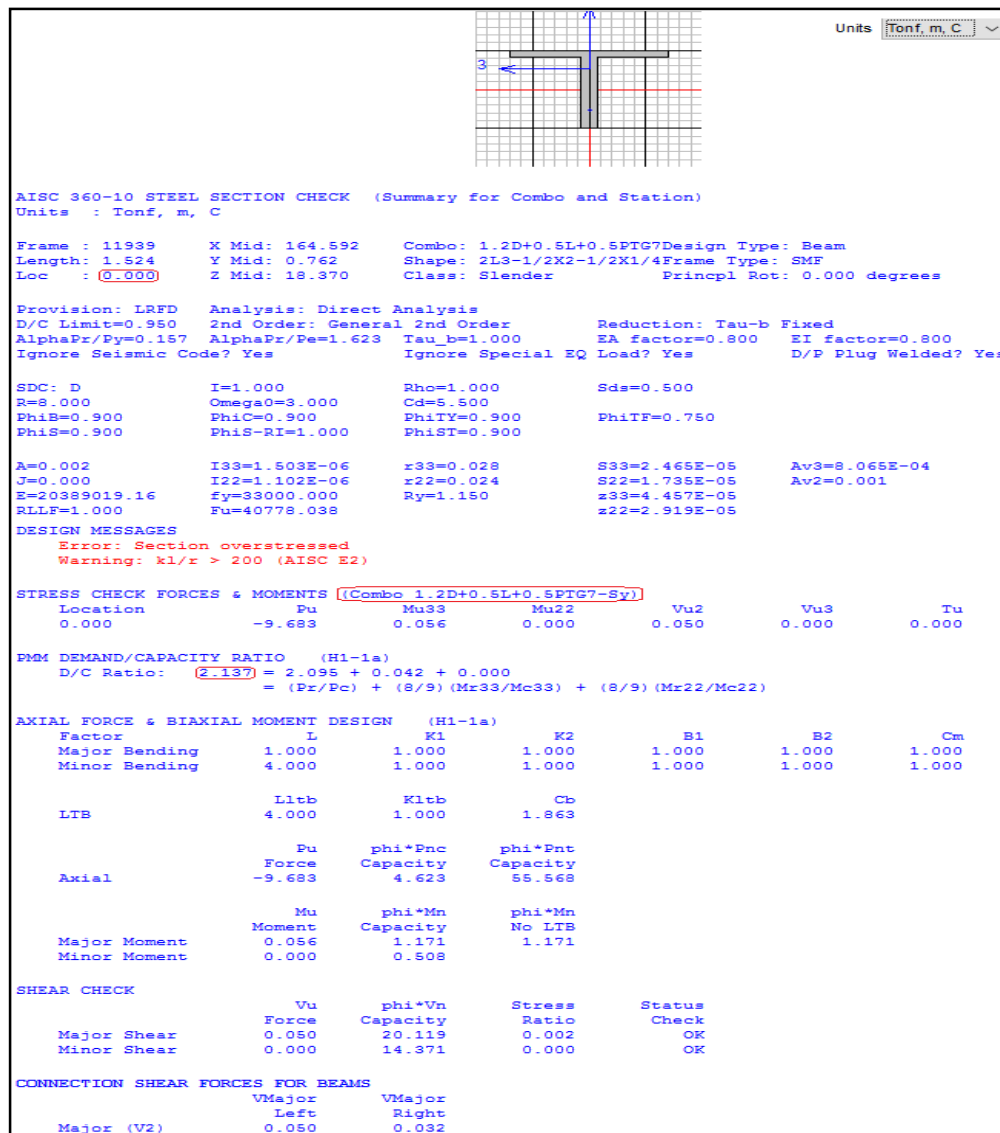 Units Tonf, m, C
3
AISC 360-10 STEEL SECTION CHECK (Summary for Combo and Station)
Units : Tonf, m, C
Frame : 11939 X Mid: 164.592 Combo: 1.2D+0.5L+0.5PTG7Design Type: Beam
Length: 1.524 Y Mid: 0.762 Shape: 2L3-1/2X2-1/2X1/4Frame Type: SMF
Loc : 0.000 Z Mid: 18.370 Class: Slender Princpl Rot: 0.000 degrees
Provision: LRFD Analysis: Direct Analysis
D/C Limit=0.950 2nd Order: General 2nd Order Reduction: Tau-b Fixed
AlphaPr/Py=0.157 AlphaPr/Pe=1.623 Tau_b=1.000 EA factor=0.800 EI factor=0.800
Ignore Seismic Code? Yes Ignore Special EQ Load? Yes D/P Plug Welded? Yes
SDC: D I=1.000 Rho=1.000 Sds=0.500
R=8.000 Omega0=3.000 Cd=5.500
PhiB=0.900 PhiC=0.900 PhiTY=0.900 PhiTF=0.750
PhiS=0.900 PhiS-RI=1.000 PhiST=0.900
A=0.002 I33=1.503E-06 r33=0.028 S33=2.465E-05 Av3=8.065E-04
J=0.000 I22=1.102E-06 r22=0.024 S22=1.735E-05 Av2=0.001
E=20389019.16 fy=33000.000 Ry=1.150 z33=4.457E-05
RLLF=1.000 Fu=40778.038 z22=2.919E-05
DESIGN MESSAGES
Error: Section overstressed
Warning: kl/r > 200 (AISC E2)
STRESS CHECK FORCES & MOMENTS (Combo 1.2D+0.5L+0.5PTG7-Sy)
Location Pu Mu33 Mu22 Vu2 Vu3 Tu
0.000 -9.683 0.056 0.000 0.050 0.000 0.000
PMM DEMAND/CAPACITY RATIO (H1-1a)
D/C Ratio: 2.137 = 2.095 + 0.042 + 0.000
= (Pr/Pc) + (8/9)(Mr33/Mc33) + (8/9)(Mr22/Mc22)
AXIAL FORCE & BIAXIAL MOMENT DESIGN (H1-1a)
Factor L K1 K2 B1 B2 Cm
Major Bending 1.000 1.000 1.000 1.000 1.000 1.000
Minor Bending 4.000 1.000 1.000 1.000 1.000 1.000
Lltb Kltb Cb
LTB 4.000 1.000 1.863
Pu phi*Pnc phi*Pnt
Force Capacity Capacity
Axial -9.683 4.623 55.568
Mu phi*Mn phi*Mn
Moment Capacity No LTB
Major Moment 0.056 1.171 1.171
Minor Moment 0.000 0.508
SHEAR CHECK
Vu phi*Vn Stress Status
Force Capacity Ratio Check
Major Shear 0.050 20.119 0.002 OK
Minor Shear 0.000 14.371 0.000 OK
CONNECTION SHEAR FORCES FOR BEAMS
VMajor VMajor
Left Right
Major (V2) 0.050 0.032